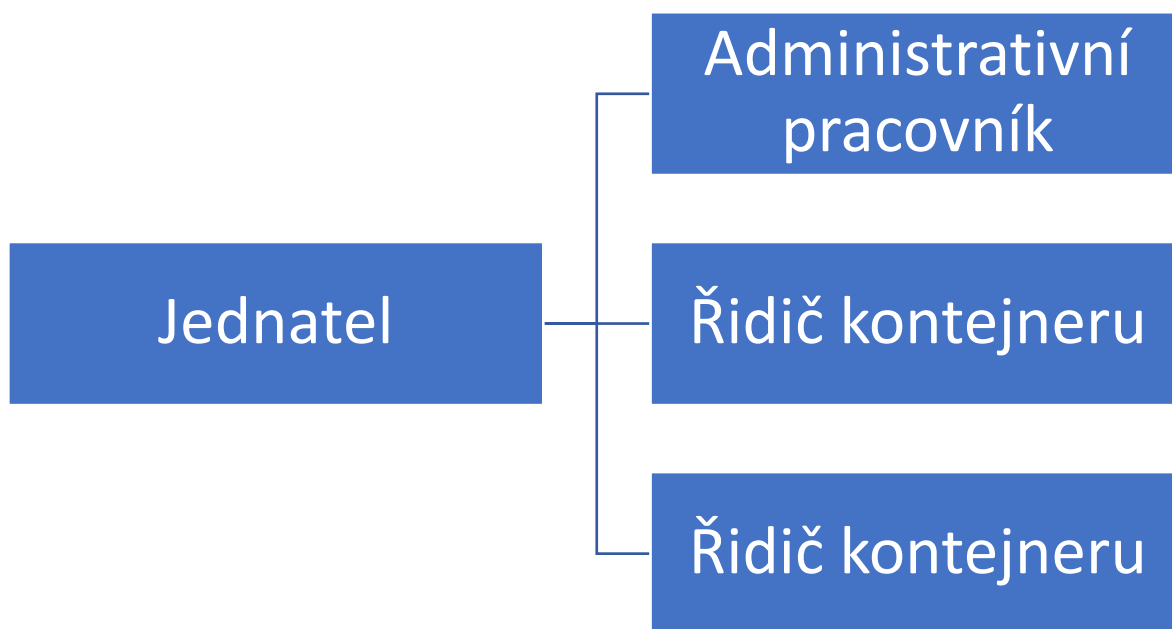 Administrativní
pracovník
Jednatel
Řidič kontejneru
Řidič kontejneru